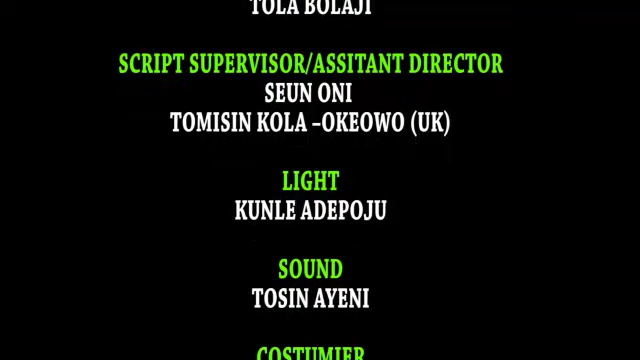 TOLA BOLAJI
SCRIPT SUPERVISOR/ASSITANT DIRECTOR
SEUN ONI
TOMISIN KOLA –OKEOWO (UK)
LIGHT
KUNLE ADEPOJU
SOUND
TOSIN AYENI
COSTUMIER